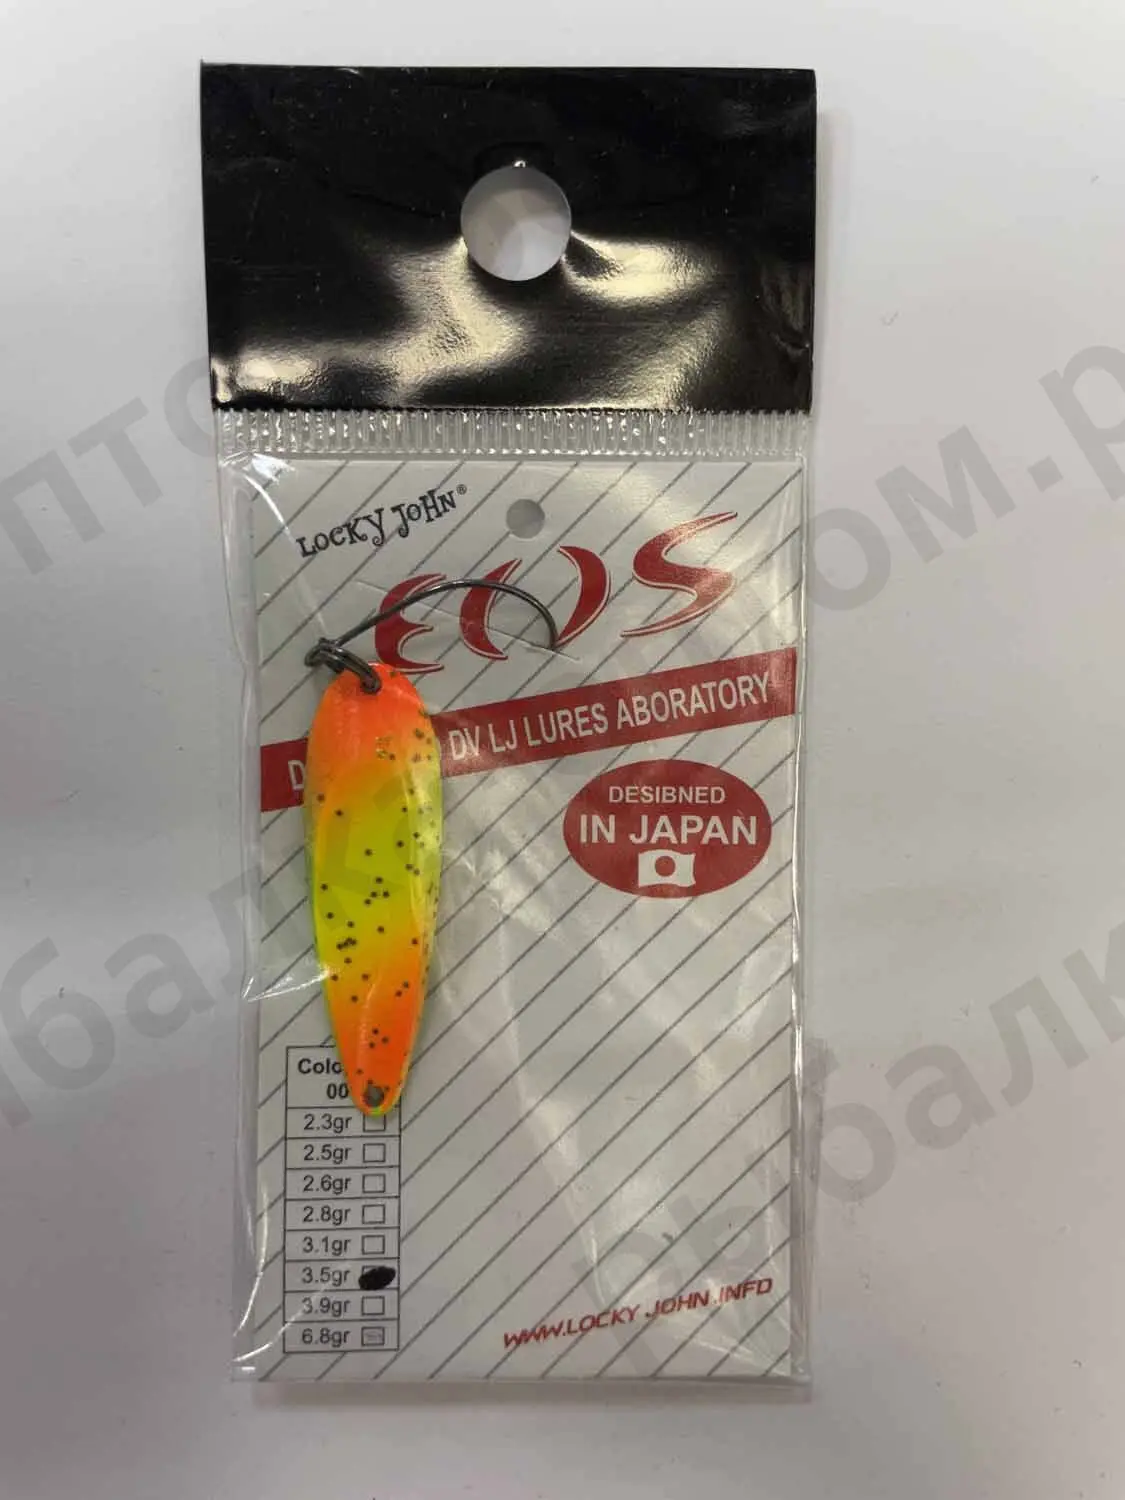 LOCKY JOHN®
EWS
DV LJ LURES ABORATORY
DESIBNED
IN JAPAN
2.3gr
2.5gr
2.6gr
2.8gr
3.1gr
3.5gr
3.9gr
6.8gr
WWW.LOCKY JOHN.INFO